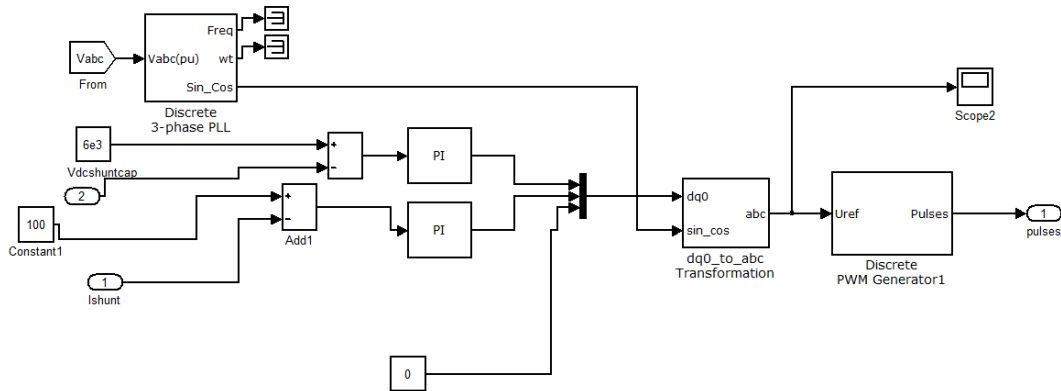 Freq
Vabc
Vabc(pu)
wt
From
Sin_Cos
Discrete
3-phase PLL
Scope2
6e3
+
-
PI
Vdcshuntcap
2
dq0
+
-
100
PI
abc
Uref
Pulses
1
Constant1
Add1
sin_cos
pulses
dq0_to_abc
Transformation
Discrete
PWM Generator1
1
Ishunt
0